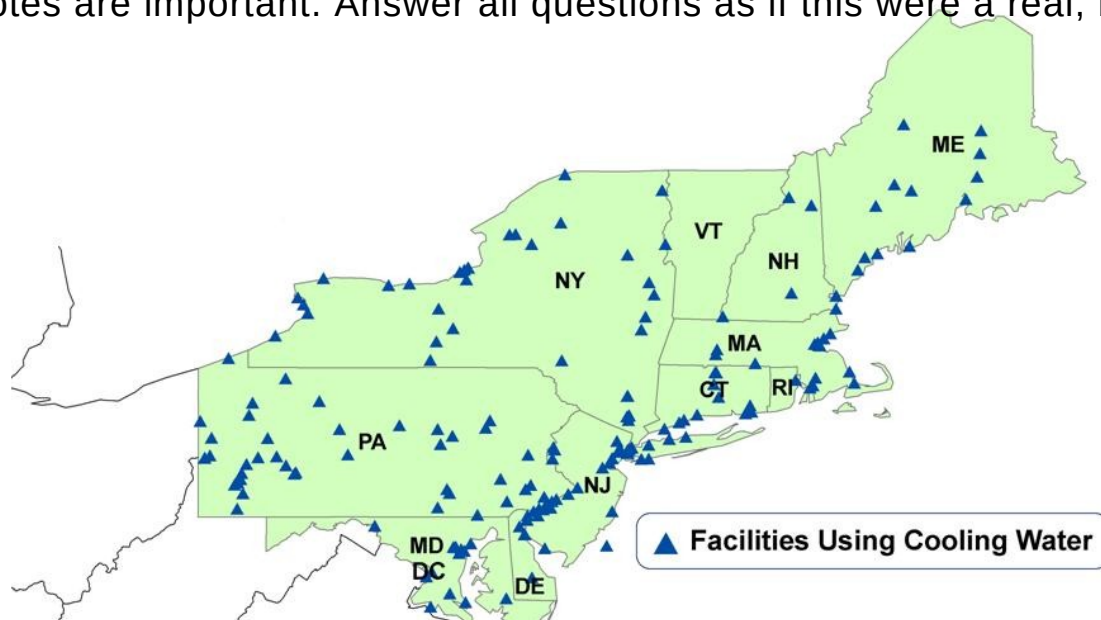 otes are important. Answer all questions as if this were a real,
ME
VT
NH
NY
MA
CT
RI
PA
NJ
MD
DC
DE
Facilities Using Cooling Water